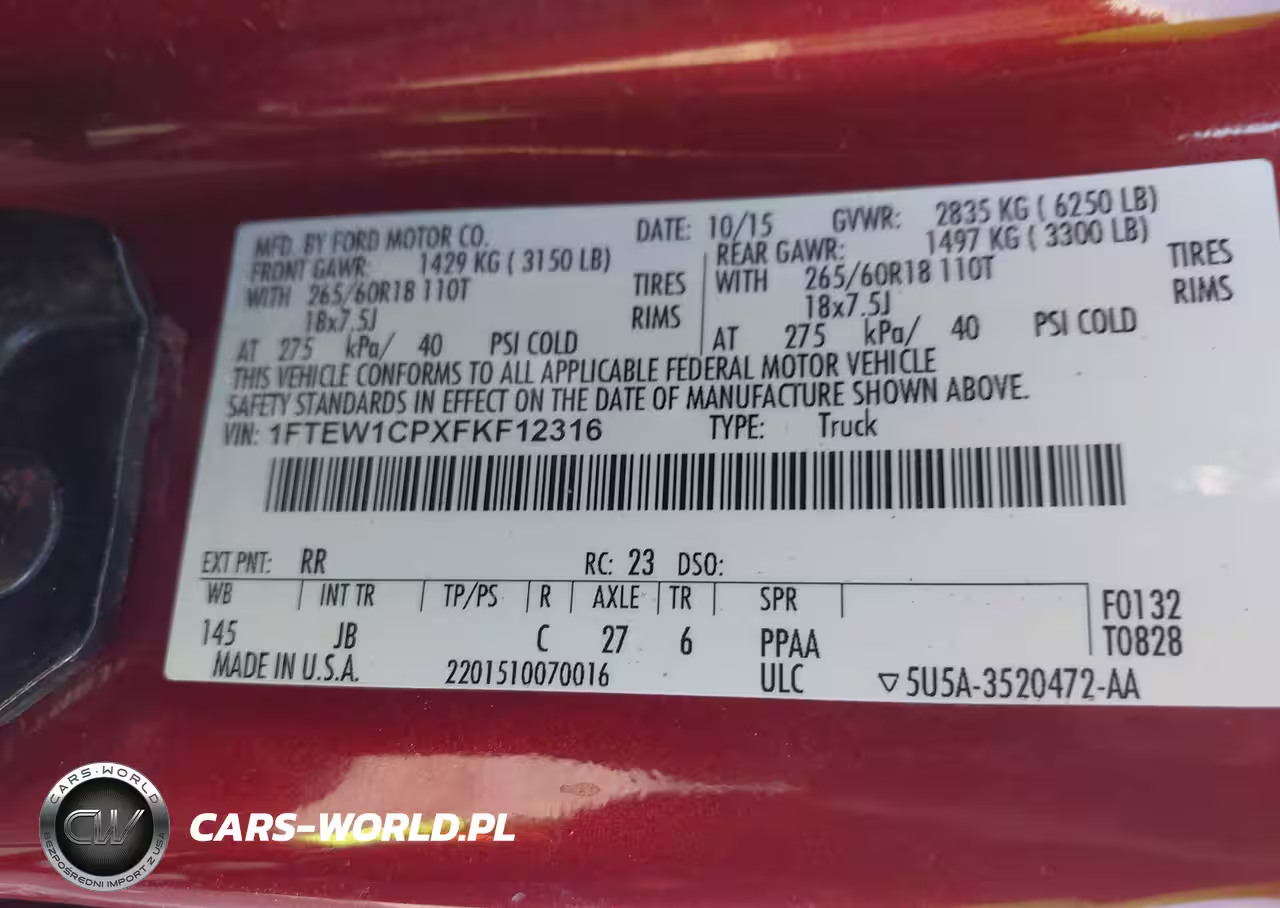 MFD. BY FORD MOTOR CO. DATE: 10/15 GVWR: 2835 KG ( 6250 LB)
FRONT GAWR: 1429 KG ( 3150 LB) REAR GAWR: 1497 KG ( 3300 LB)
WITH 265/60R18 110T TIRES WITH 265/60R18 110T TIRES
18x7.5J RIMS 18x7.5J RIMS
AT 275 kPa/ 40 PSI COLD AT 275 kPa/ 40 PSI COLD
THIS VEHICLE CONFORMS TO ALL APPLICABLE FEDERAL MOTOR VEHICLE
SAFETY STANDARDS IN EFFECT ON THE DATE OF MANUFACTURE SHOWN ABOVE.
VIN: 1FTEW1CPXFKF12316 TYPE: Truck
EXT PNT: RR RC: 23 DSO:
WB INT TR TP/PS R AXLE TR SPR F0132
145 JB C 27 6 PPAA T0828
MADE IN U.S.A. 2201510070016 ULC ▽5U5A-3520472-AA
CARS-WORLD
CW
BEZPOŚREDNI IMPORT Z USA
CARS-WORLD.PL